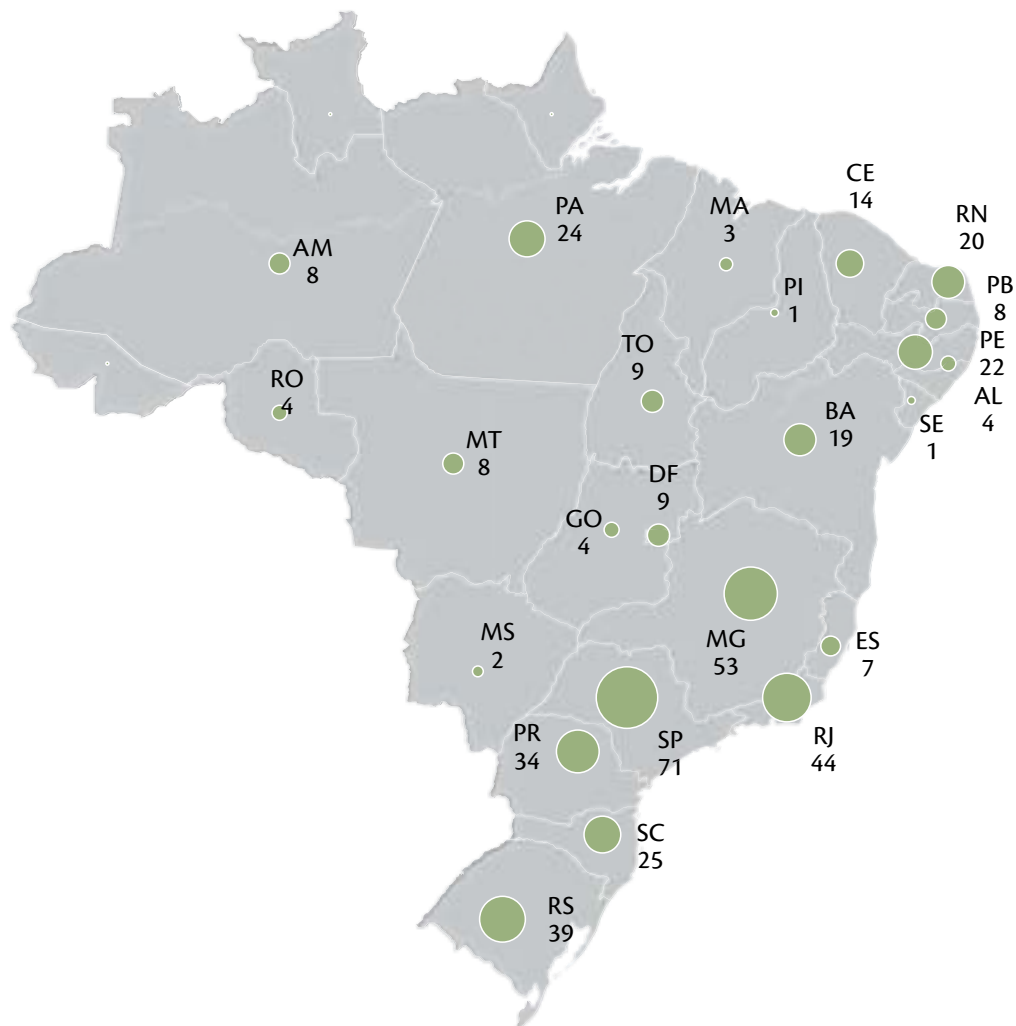 CE
14
RN
20
PA
24
MA
3
AM
8
PB
8
PI
1
PE
22
TO
9
RO
4
AL
4
BA
19
SE
1
MT
8
DF
9
GO
4
MS
2
MG
53
ES
7
PR
34
SP
71
RJ
44
SC
25
RS
39